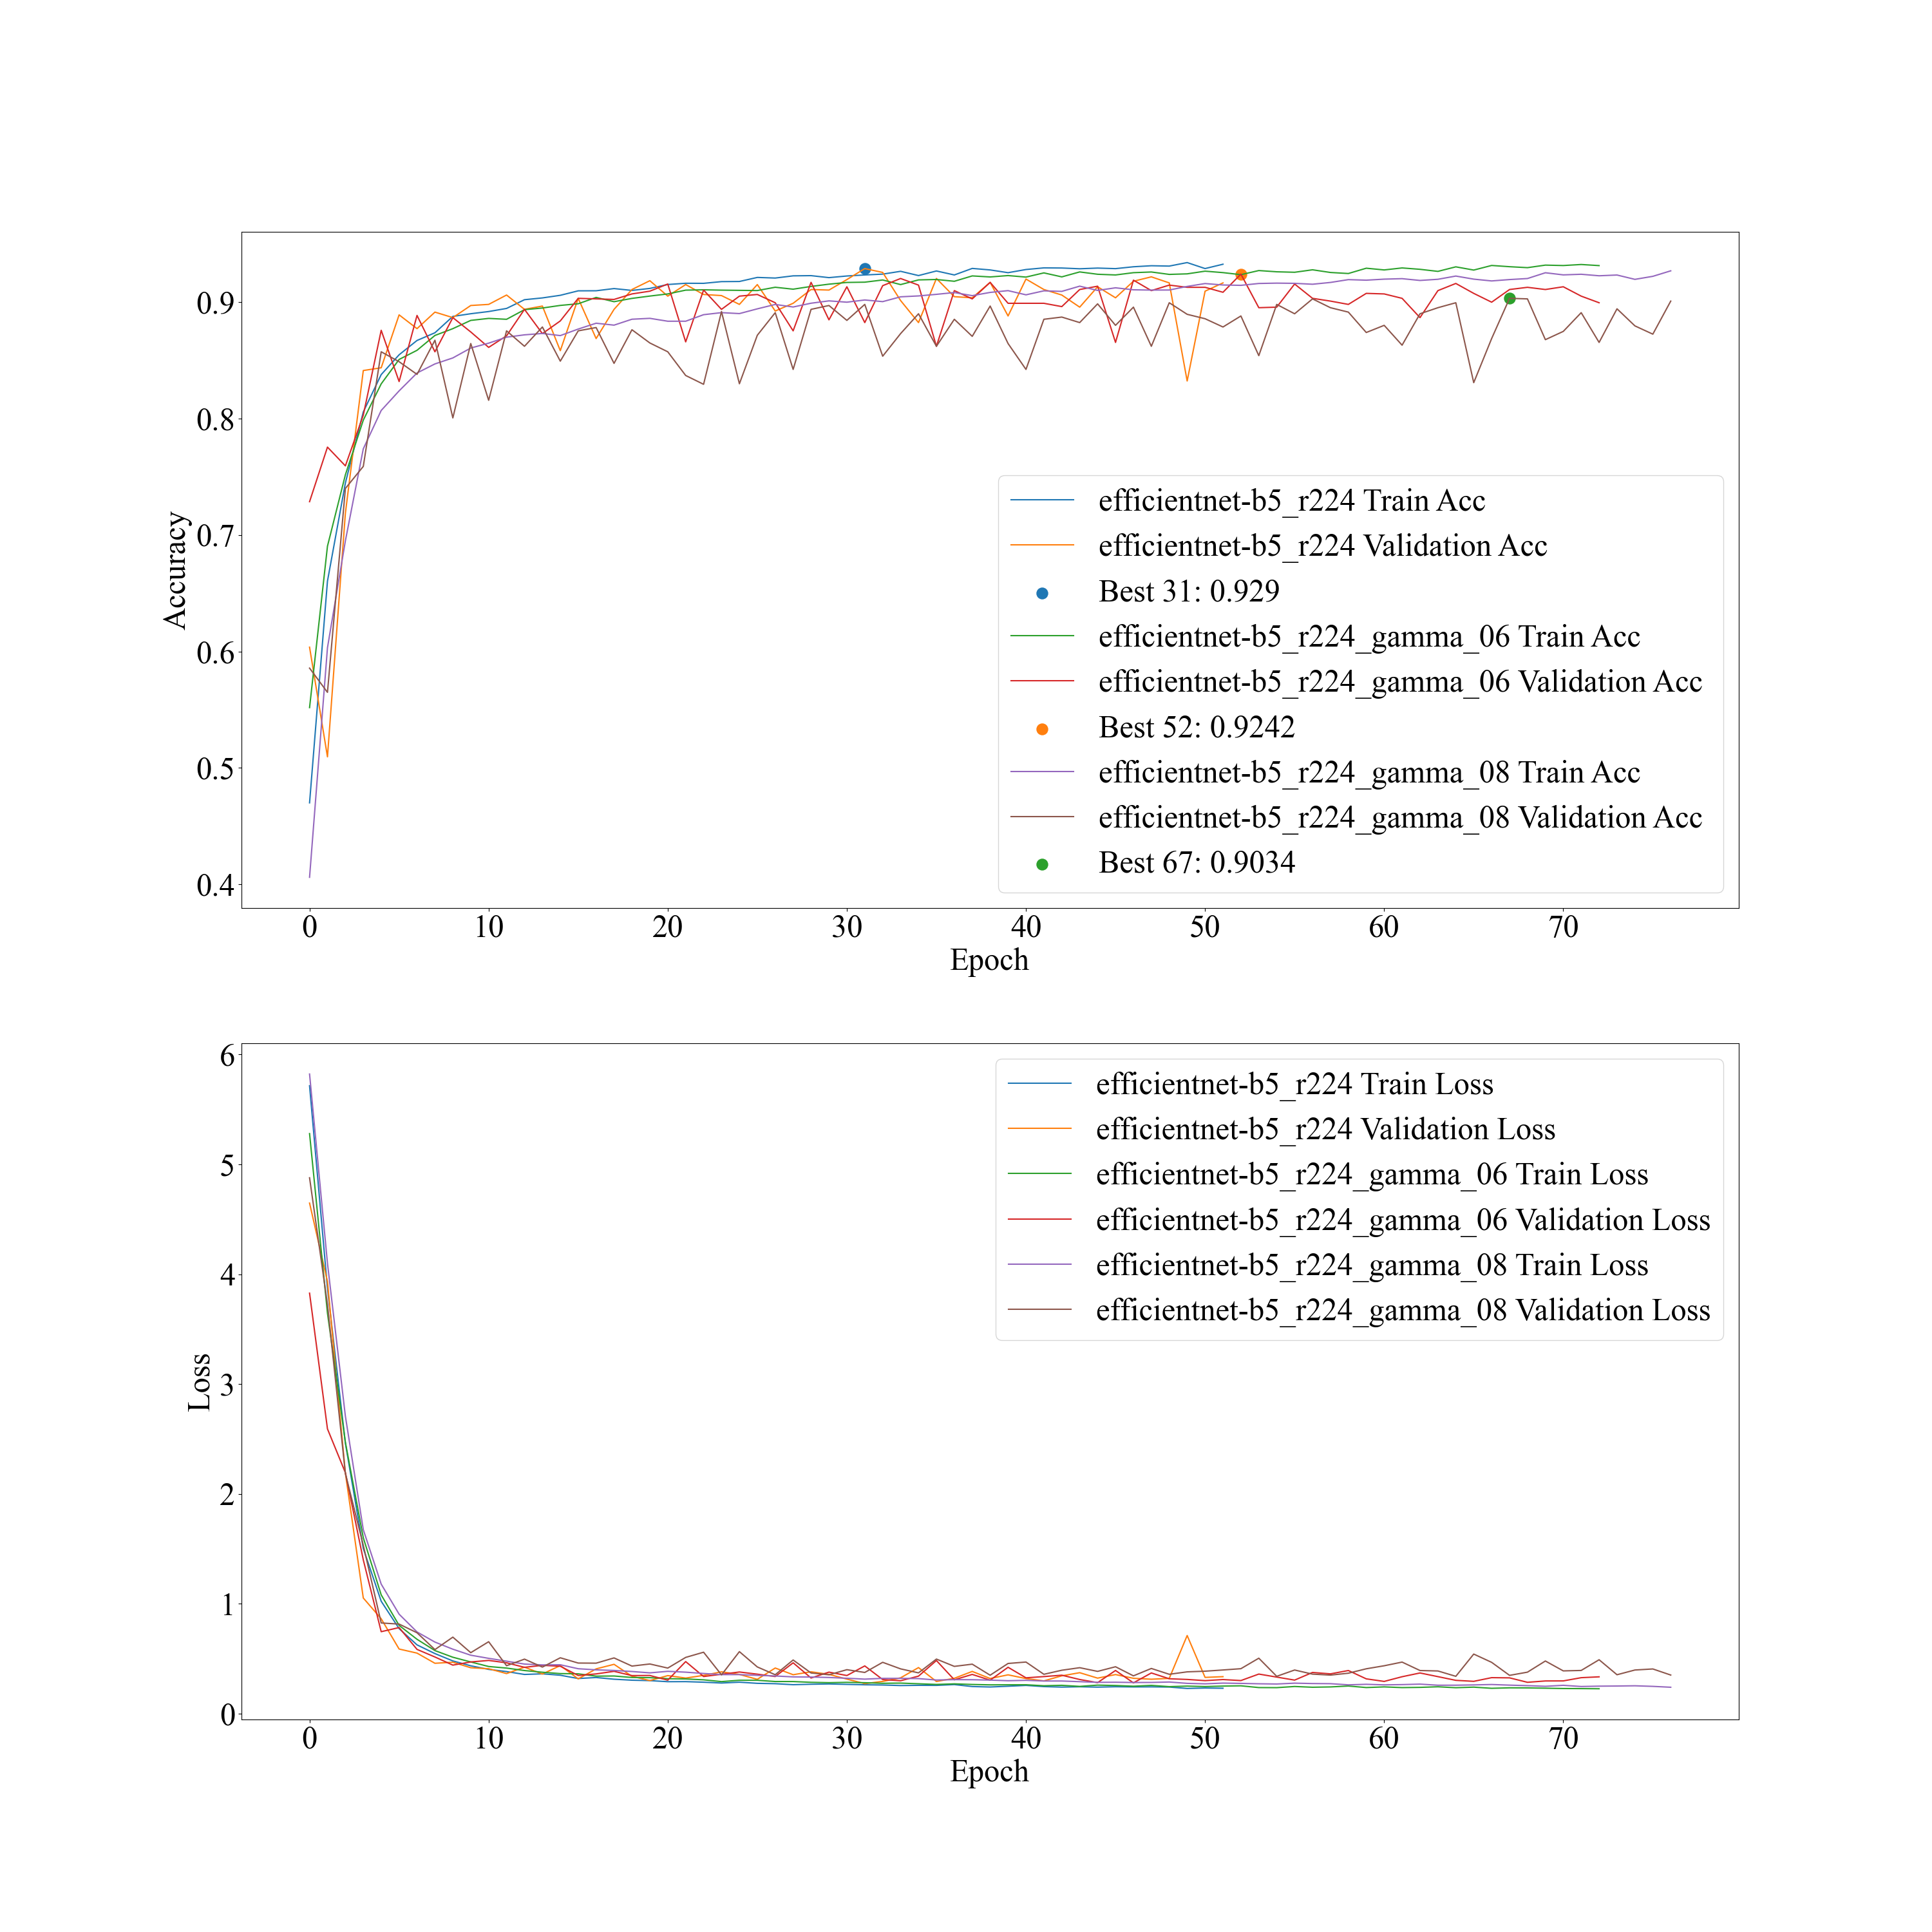 0.9
0.8
0.7
0.6
0.5
0.4
Accuracy
efficientnet-b5_r224 Train Acc
efficientnet-b5_r224 Validation Acc
Best 31: 0.929
efficientnet-b5_r224_gamma_06 Train Acc
efficientnet-b5_r224_gamma_06 Validation Acc
Best 52: 0.9242
efficientnet-b5_r224_gamma_08 Train Acc
efficientnet-b5_r224_gamma_08 Validation Acc
Best 67: 0.9034
0 10 20 30 40 50 60 70
Epoch
6
5
4
3
2
1
0
Loss
efficientnet-b5_r224 Train Loss
efficientnet-b5_r224 Validation Loss
efficientnet-b5_r224_gamma_06 Train Loss
efficientnet-b5_r224_gamma_06 Validation Loss
efficientnet-b5_r224_gamma_08 Train Loss
efficientnet-b5_r224_gamma_08 Validation Loss
0 10 20 30 40 50 60 70
Epoch